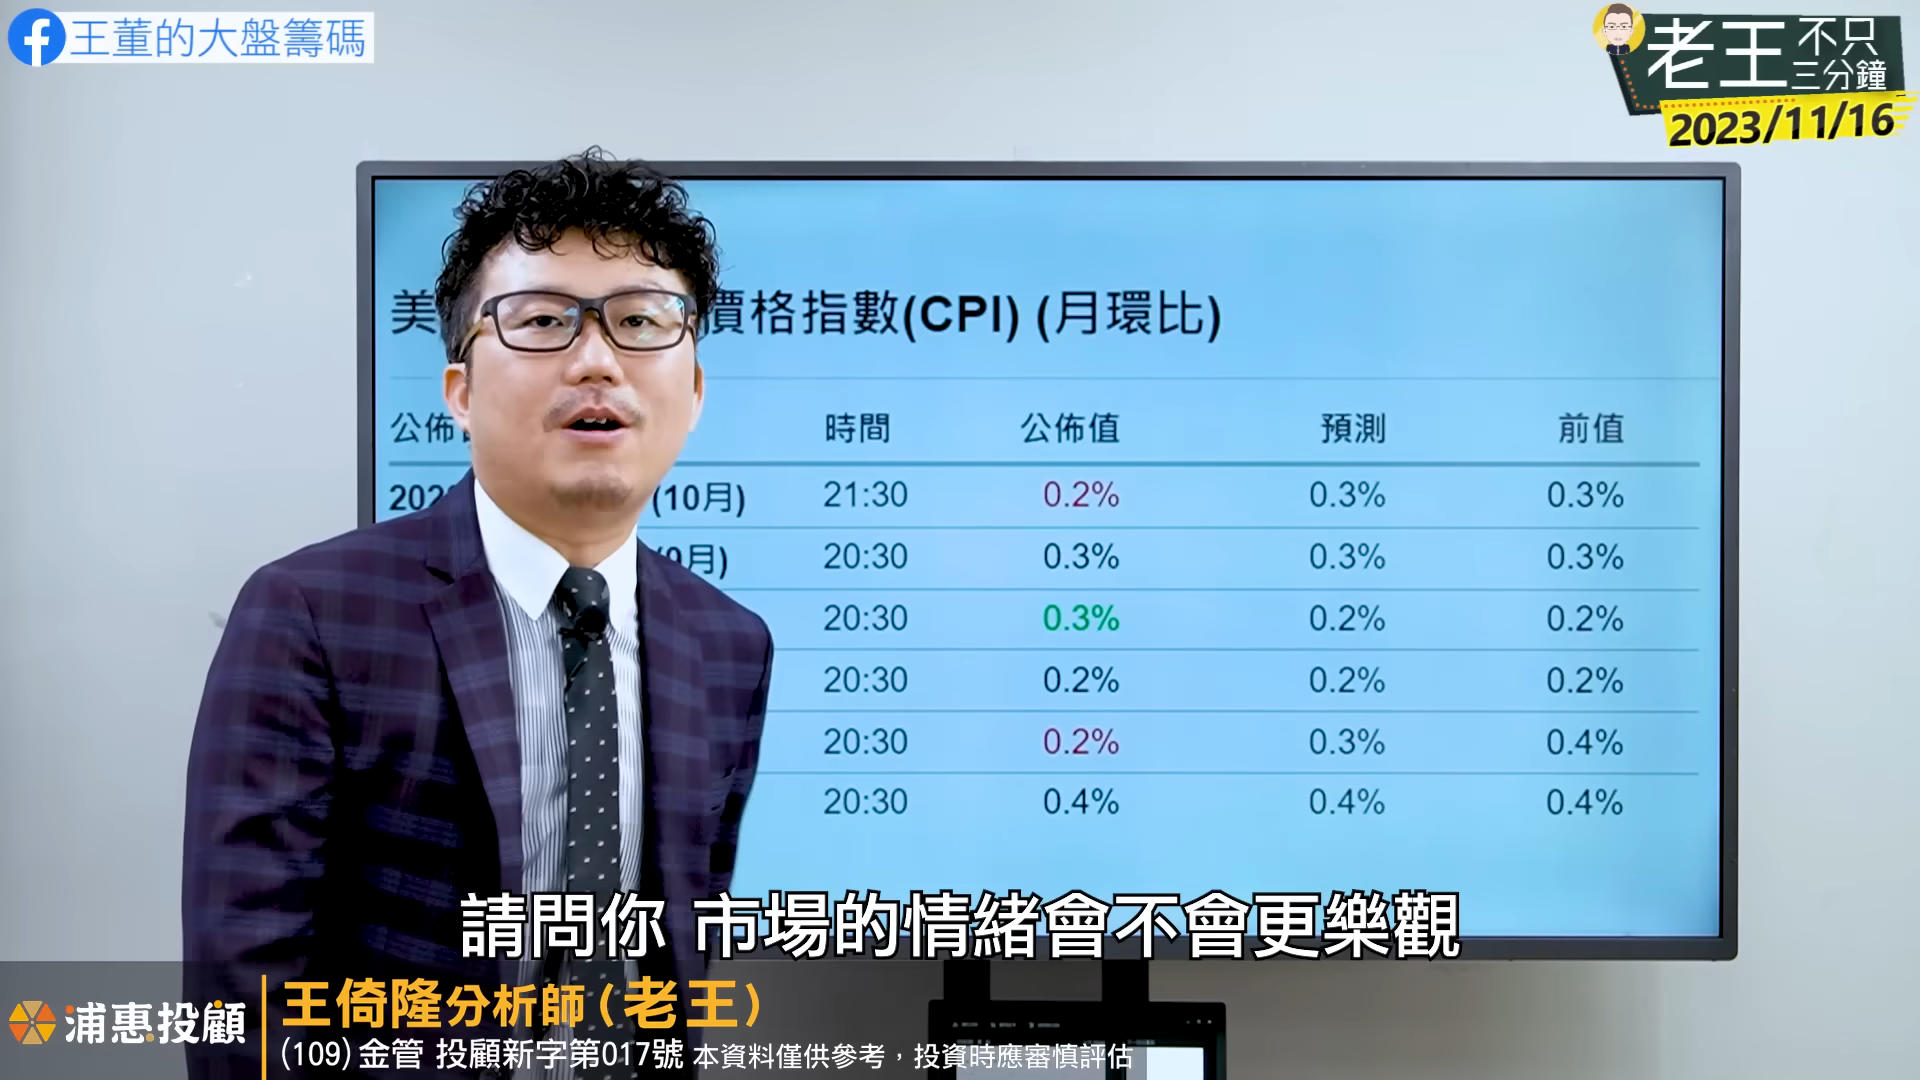 王董的大盤籌碼
老王不只三分鐘
2023/11/16
美 價格指數(CPI) (月環比)
公佈 時間 公佈值 預測 前值
202 (10月) 21:30 0.2% 0.3% 0.3%
月) 20:30 0.3% 0.3% 0.3%
20:30 0.3% 0.2% 0.2%
20:30 0.2% 0.2% 0.2%
20:30 0.2% 0.3% 0.4%
20:30 0.4% 0.4% 0.4%
請問你 市場的情緒會不會更樂觀
浦惠投顧
王倚隆分析師(老王)
(109)金管 投顧新字第017號 本資料僅供參考，投資時應審慎評估